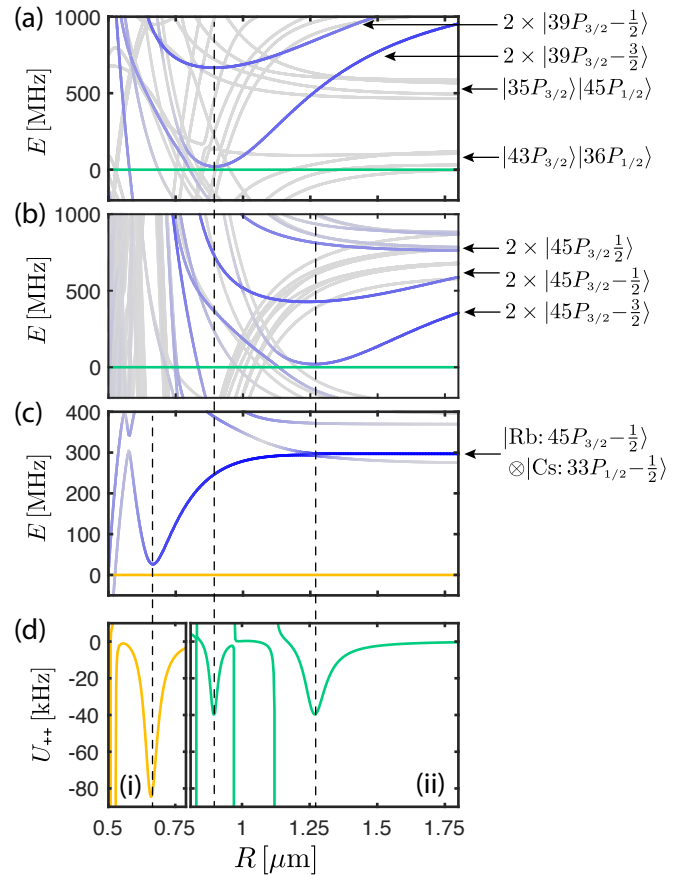 (a)
1000
500
0
E [MHz]
2 × |39P3/2−1/2⟩
2 × |39P3/2−3/2⟩
|35P3/2⟩|45P1/2⟩
|43P3/2⟩|36P1/2⟩
(b)
1000
500
0
E [MHz]
2 × |45P3/2 1/2⟩
2 × |45P3/2−1/2⟩
2 × |45P3/2−3/2⟩
(c)
400
300
200
100
0
E [MHz]
|Rb: 45P3/2−1/2⟩
⊗|Cs: 33P1/2−1/2⟩
(d)
0
-20
-40
-60
-80
U++ [kHz]
(i)
(ii)
0.5 0.75 1 1.25 1.5 1.75
R [μm]